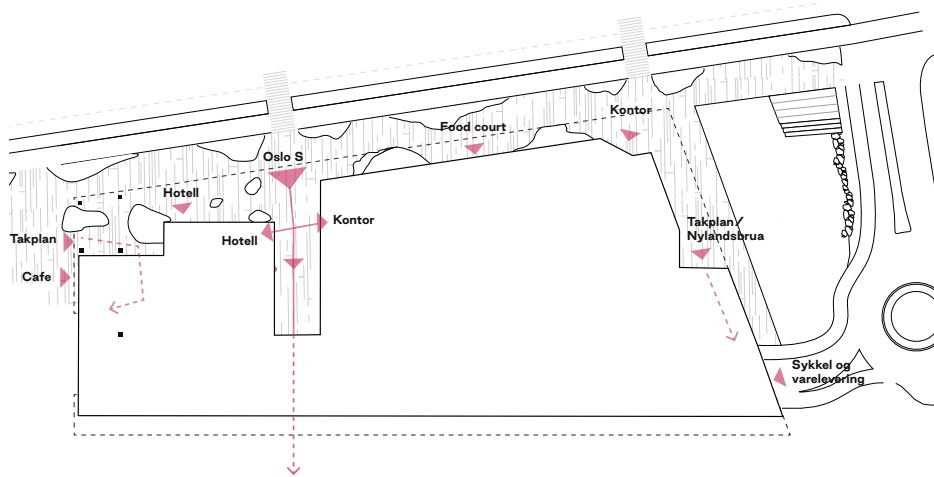 Kontor
Food court
Oslo S
Hotell
Kontor
Takplan/
Nylandsbrua
Hotell
Takplan
Cafe
Sykkel og
varelevering